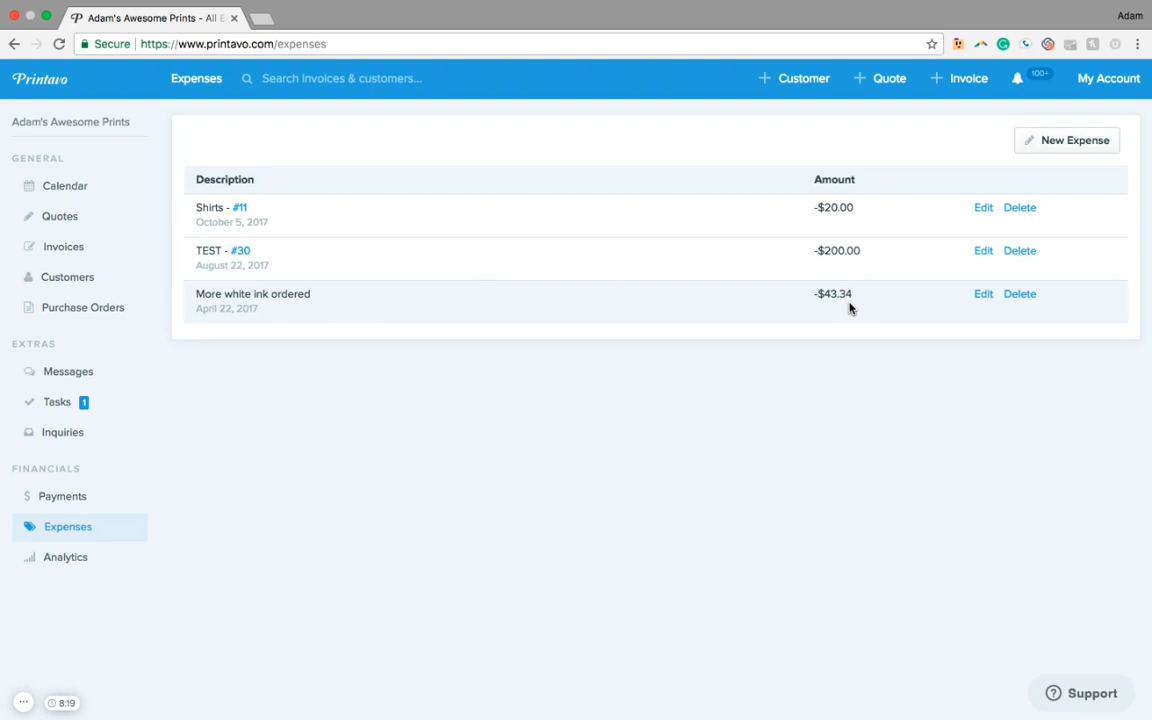 Adam's Awesome Prints - All E
Adam
Secure
https://www.printavo.com/expenses
Printavo
Expenses
Search invoices & customers...
Customer
Quote
Invoice
100+
My Account
Adam's Awesome Prints
GENERAL
Calendar
Quotes
Invoices
Customers
Purchase Orders
EXTRAS
Messages
Tasks 1
Inquiries
FINANCIALS
Payments
Expenses
Analytics
New Expense
Description Amount
Shirts - #11 -$20.00 Edit Delete
October 5, 2017
TEST - #30 -$200.00 Edit Delete
August 22, 2017
More white ink ordered -$43.34 Edit Delete
April 22, 2017
8:19
Support